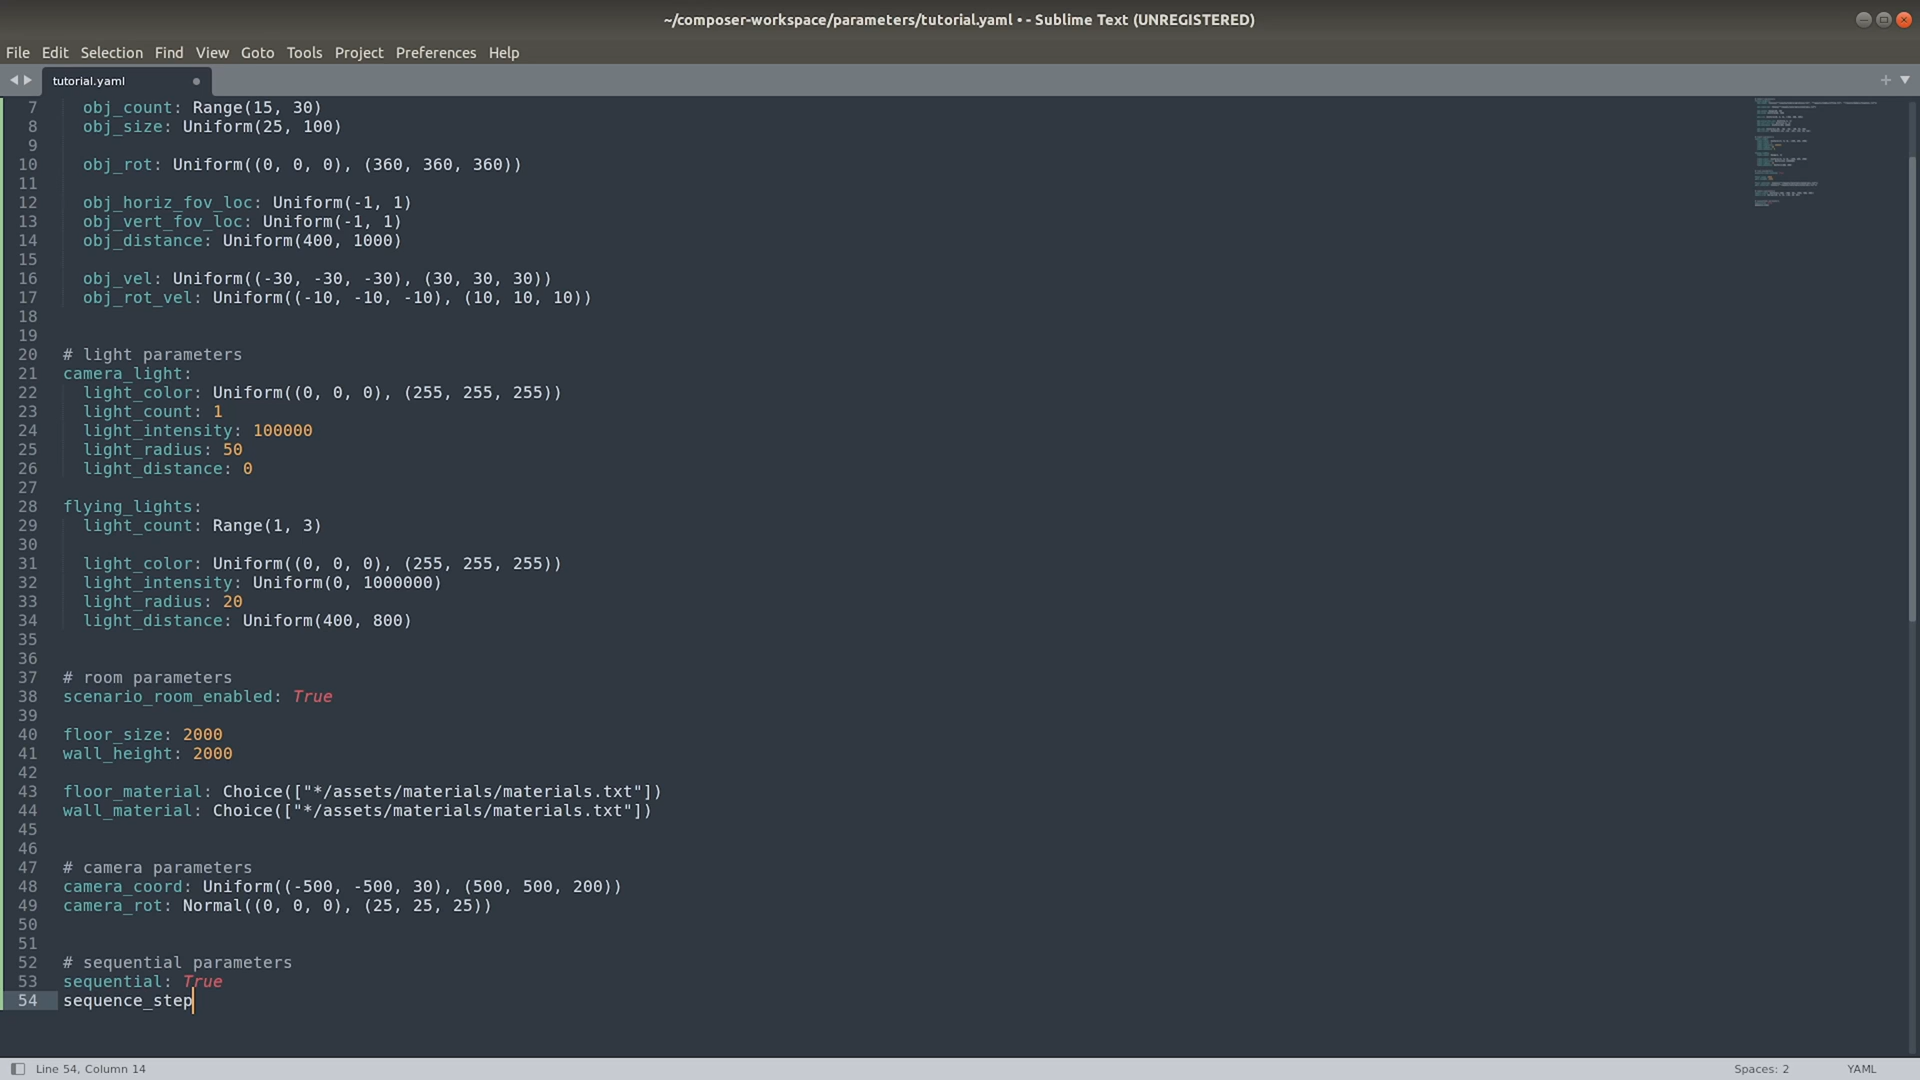 ~/composer-workspace/parameters/tutorial.yaml • - Sublime Text (UNREGISTERED)
File Edit Selection Find View Goto Tools Project Preferences Help
tutorial.yaml
7 obj_count: Range(15, 30)
8 obj_size: Uniform(25, 100)
9
10 obj_rot: Uniform((0, 0, 0), (360, 360, 360))
11
12 obj_horiz_fov_loc: Uniform(-1, 1)
13 obj_vert_fov_loc: Uniform(-1, 1)
14 obj_distance: Uniform(400, 1000)
15
16 obj_vel: Uniform((-30, -30, -30), (30, 30, 30))
17 obj_rot_vel: Uniform((-10, -10, -10), (10, 10, 10))
18
19
20 # light parameters
21 camera_light:
22 light_color: Uniform((0, 0, 0), (255, 255, 255))
23 light_count: 1
24 light_intensity: 100000
25 light_radius: 50
26 light_distance: 0
27
28 flying_lights:
29 light_count: Range(1, 3)
30
31 light_color: Uniform((0, 0, 0), (255, 255, 255))
32 light_intensity: Uniform(0, 1000000)
33 light_radius: 20
34 light_distance: Uniform(400, 800)
35
36
37 # room parameters
38 scenario_room_enabled: True
39
40 floor_size: 2000
41 wall_height: 2000
42
43 floor_material: Choice(["*/assets/materials/materials.txt"])
44 wall_material: Choice(["*/assets/materials/materials.txt"])
45
46
47 # camera parameters
48 camera_coord: Uniform((-500, -500, 30), (500, 500, 200))
49 camera_rot: Normal((0, 0, 0), (25, 25, 25))
50
51
52 # sequential parameters
53 sequential: True
54 sequence_step
Line 54, Column 14 Spaces: 2 YAML